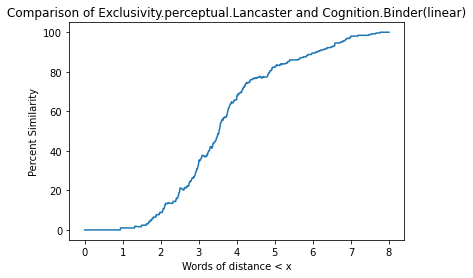 Comparison of Exclusivity.perceptual.Lancaster and Cognition.Binder(linear)
100
80
60
40
20
0
Percent Similarity
0 1 2 3 4 5 6 7 8
Words of distance < x